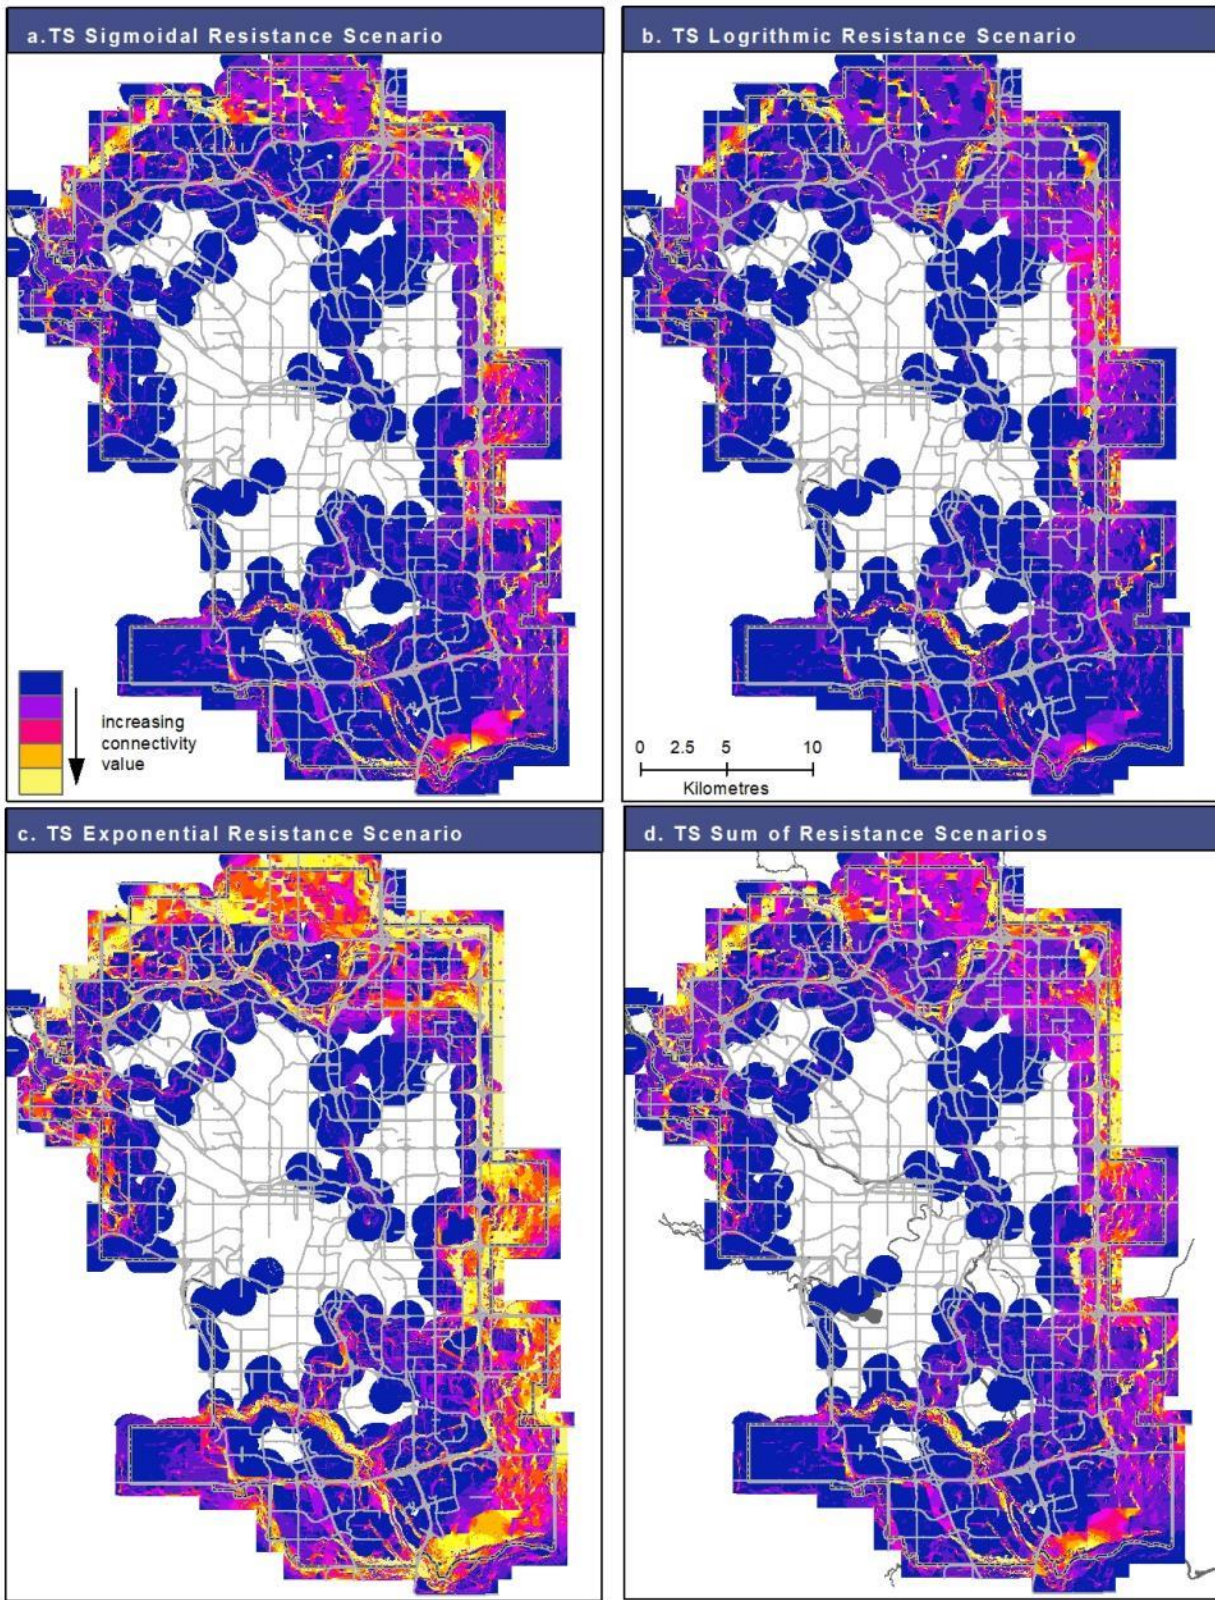 a.TS Sigmoidal Resistance Scenario
b. TS Logrithmic Resistance Scenario
increasing
connectivity
value
0 2.5 5 10
Kilometres
c. TS Exponential Resistance Scenario
d. TS Sum of Resistance Scenarios